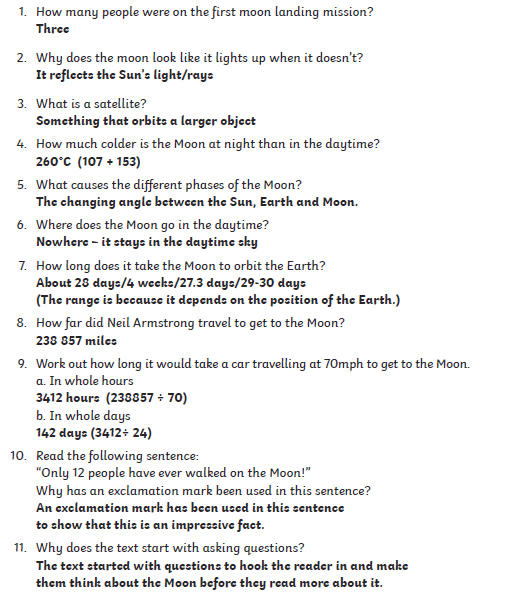 1. How many people were on the first moon landing mission?
Three
2. Why does the moon look like it lights up when it doesn't?
It reflects the Sun's light/rays
3. What is a satellite?
Something that orbits a larger object
4. How much colder is the Moon at night than in the daytime?
260°C (107 + 153)
5. What causes the different phases of the Moon?
The changing angle between the Sun, Earth and Moon.
6. Where does the Moon go in the daytime?
Nowhere – it stays in the daytime sky
7. How long does it take the Moon to orbit the Earth?
About 28 days/4 weeks/27.3 days/29-30 days
(The range is because it depends on the position of the Earth.)
8. How far did Neil Armstrong travel to get to the Moon?
238 857 miles
9. Work out how long it would take a car travelling at 70mph to get to the Moon.
a. In whole hours
3412 hours (238857 ÷ 70)
b. In whole days
142 days (3412÷ 24)
10. Read the following sentence:
“Only 12 people have ever walked on the Moon!”
Why has an exclamation mark been used in this sentence?
An exclamation mark has been used in this sentence
to show that this is an impressive fact.
11. Why does the text start with asking questions?
The text started with questions to hook the reader in and make
them think about the Moon before they read more about it.